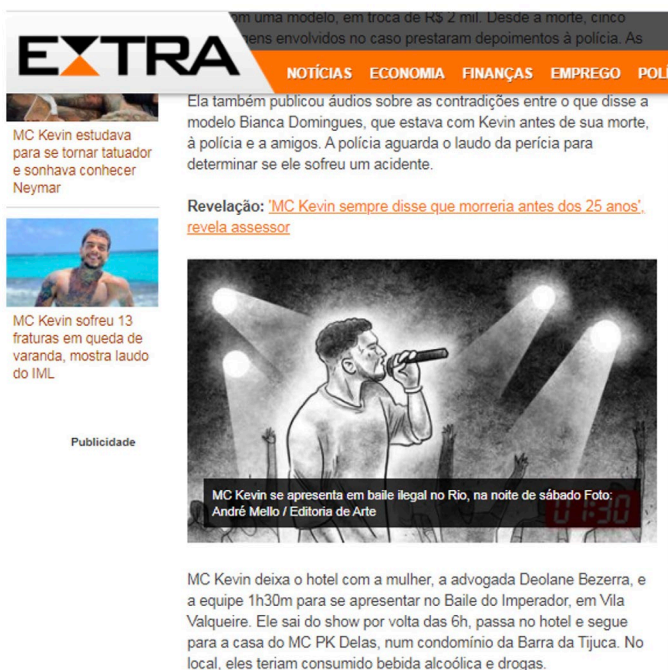 om uma modelo, em troca de R$ 2 mil. Desde a morte, cinco
ens envolvidos no caso prestaram depoimentos à polícia. As
EXTRA
NOTÍCIAS ECONOMIA FINANÇAS EMPREGO POLÍ
Ela também publicou áudios sobre as contradições entre o que disse a
modelo Bianca Domingues, que estava com Kevin antes de sua morte,
à polícia e a amigos. A polícia aguarda o laudo da perícia para
determinar se ele sofreu um acidente.
MC Kevin estudava
para se tornar tatuador
e sonhava conhecer
Neymar
Revelação: 'MC Kevin sempre disse que morreria antes dos 25 anos',
revela assessor
MC Kevin sofreu 13
fraturas em queda de
varanda, mostra laudo
do IML
Publicidade
MC Kevin se apresenta em baile ilegal no Rio, na noite de sábado Foto:
André Mello / Editoria de Arte
01:30
MC Kevin deixa o hotel com a mulher, a advogada Deolane Bezerra, e
a equipe 1h30m para se apresentar no Baile do Imperador, em Vila
Valqueire. Ele sai do show por volta das 6h, passa no hotel e segue
para a casa do MC PK Delas, num condomínio da Barra da Tijuca. No
local, eles teriam consumido bebida alcoólica e drogas.